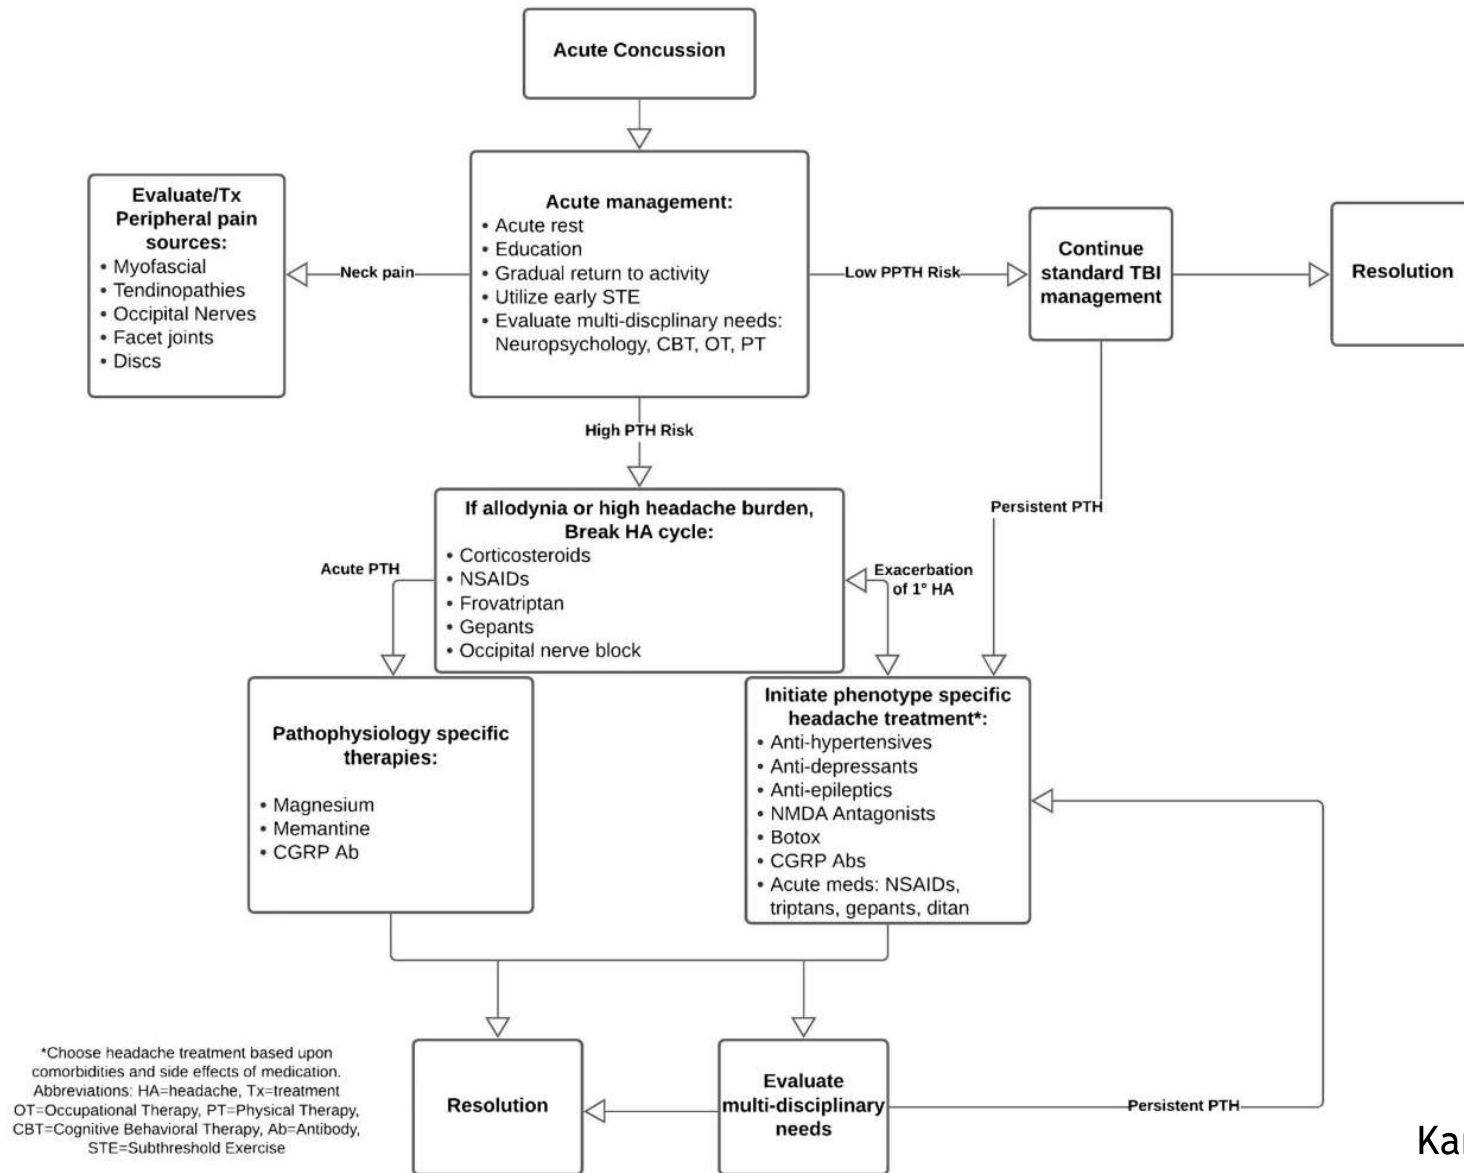 Acute Concussion
Acute management:
• Acute rest
• Education
• Gradual return to activity
• Utilize early STE
• Evaluate multi-discplinary needs:
Neuropsychology, CBT, OT, PT
Neck pain
Evaluate/Tx
Peripheral pain
sources:
• Myofascial
• Tendinopathies
• Occipital Nerves
• Facet joints
• Discs
Low PPTH Risk
Continue
standard TBI
management
Resolution
High PTH Risk
If allodynia or high headache burden,
Break HA cycle:
• Corticosteroids
• NSAIDs
• Frovatriptan
• Gepants
• Occipital nerve block
Persistent PTH
Acute PTH
Exacerbation
of 1° HA
Pathophysiology specific
therapies:
• Magnesium
• Memantine
• CGRP Ab
Initiate phenotype specific
headache treatment*:
• Anti-hypertensives
• Anti-depressants
• Anti-epileptics
• NMDA Antagonists
• Botox
• CGRP Abs
• Acute meds: NSAIDs,
triptans, gepants, ditan
Resolution
Evaluate
multi-disciplinary
needs
Persistent PTH
*Choose headache treatment based upon
comorbidities and side effects of medication.
Abbreviations: HA=headache, Tx=treatment
OT=Occupational Therapy, PT=Physical Therapy,
CBT=Cognitive Behavioral Therapy, Ab=Antibody,
STE=Subthreshold Exercise